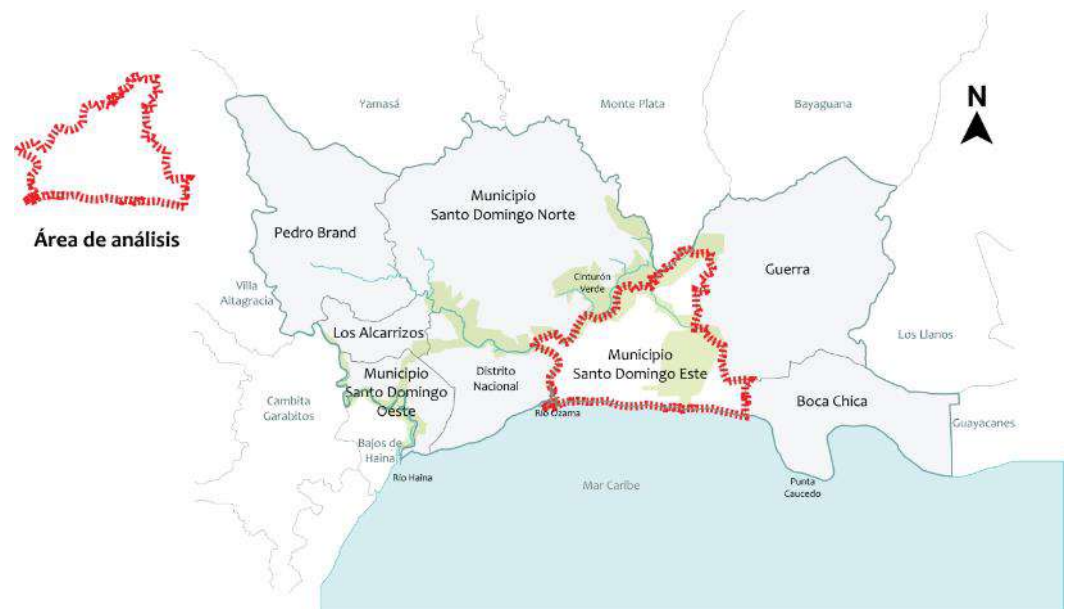 Yamasá
Monte Plata
Bayaguana
N
Área de análisis
Municipio
Santo Domingo Norte
Pedro Brand
Guerra
Cinturón
Verde
Villa
Altagracia
Los Alcarrizos
Los Llanos
Municipio
Santo Domingo Este
Distrito
Nacional
Municipio
Santo Domingo
Oeste
Cambita
Garabitos
Boca Chica
Río Ozama
Guayacanes
Bajos de
Haina
Río Haina
Mar Caribe
Punta
Caucedo